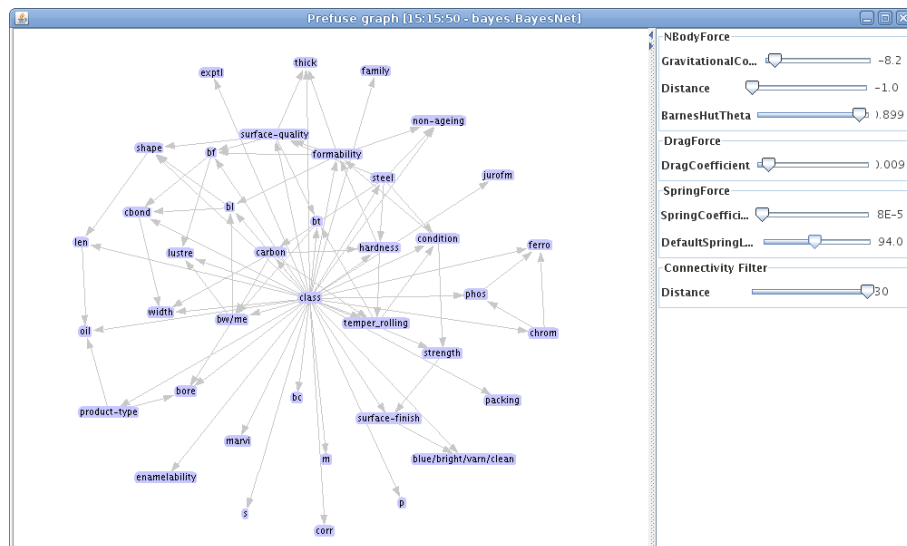 Prefuse graph [15:15:50 - bayes.BayesNet]
thick
exptl
family
non-ageing
surface-quality
shape
bf
formability
steel
jurofm
cbond
bl
bt
len
lustre
carbon
hardness
condition
ferro
class
phos
width
bw/me
temper_rolling
oil
chrom
strength
bore
bc
packing
product-type
surface-finish
marvi
m
blue/bright/varn/clean
enamelability
s
p
corr
NBodyForce
GravitationalCo... -8.2
Distance -1.0
BarnesHutTheta ).899
DragForce
DragCoefficient ).009
SpringForce
SpringCoeffici... 8E-5
DefaultSpringL... 94.0
Connectivity Filter
Distance 30